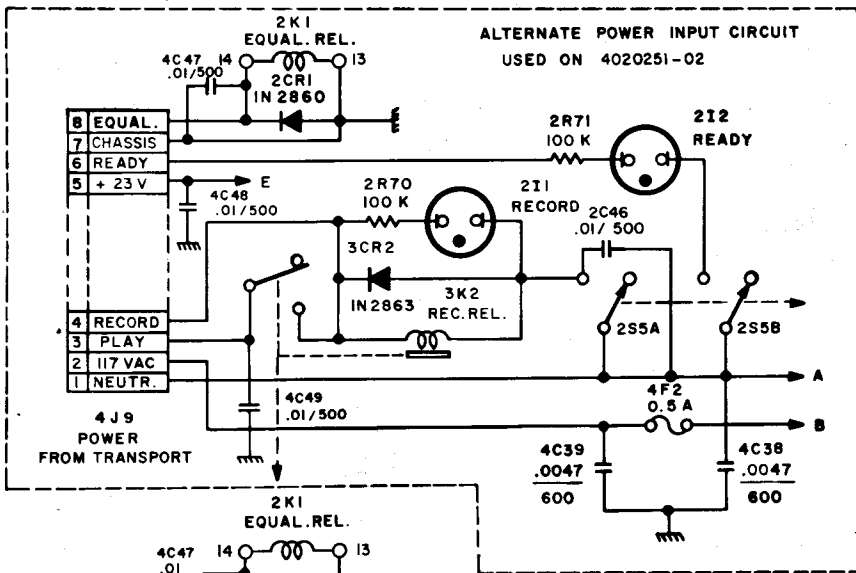 2K1
EQUAL. REL.
ALTERNATE POWER INPUT CIRCUIT
USED ON 4020251-02
4C47
.01/500
14
13
2CR1
1N2860
8 EQUAL.
7 CHASSIS
6 READY
5 + 23 V
E
4C48
.01/500
2R71
100 K
2I2
READY
2R70
100 K
2I1
RECORD
2C46
.01/500
3CR2
1N2863
3K2
REC. REL.
4 RECORD
3 PLAY
2 117 VAC
1 NEUTR.
2S5A
2S5B
A
4J9
POWER
FROM TRANSPORT
4C49
.01/500
4F2
0.5 A
B
4C39
.0047
600
4C38
.0047
600
2K1
EQUAL. REL.
4C47
.01
14
13